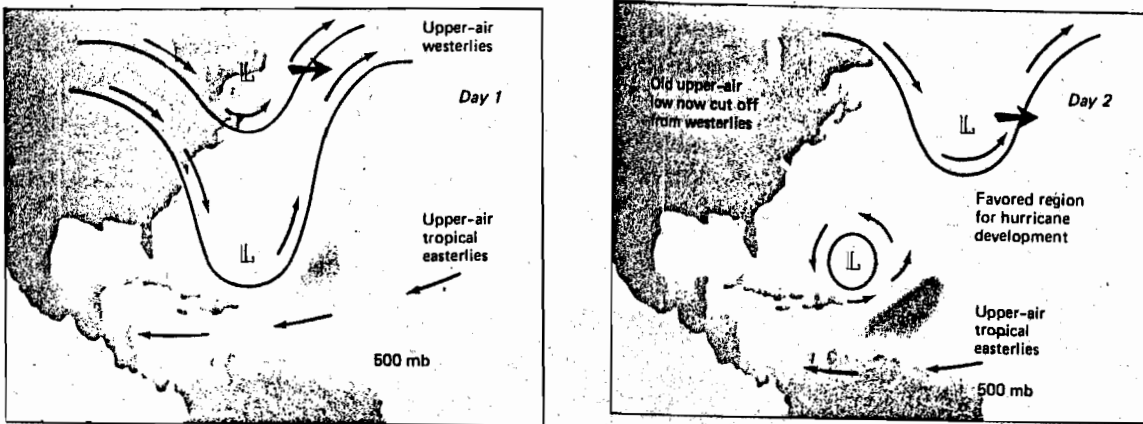 Upper-air
westerlies
L
Day 1
L
Upper-air
tropical
easterlies
500 mb
Old upper-air
low now cut off
from westerlies
Day 2
L
Favored region
for hurricane
development
L
Upper-air
tropical
easterlies
500 mb